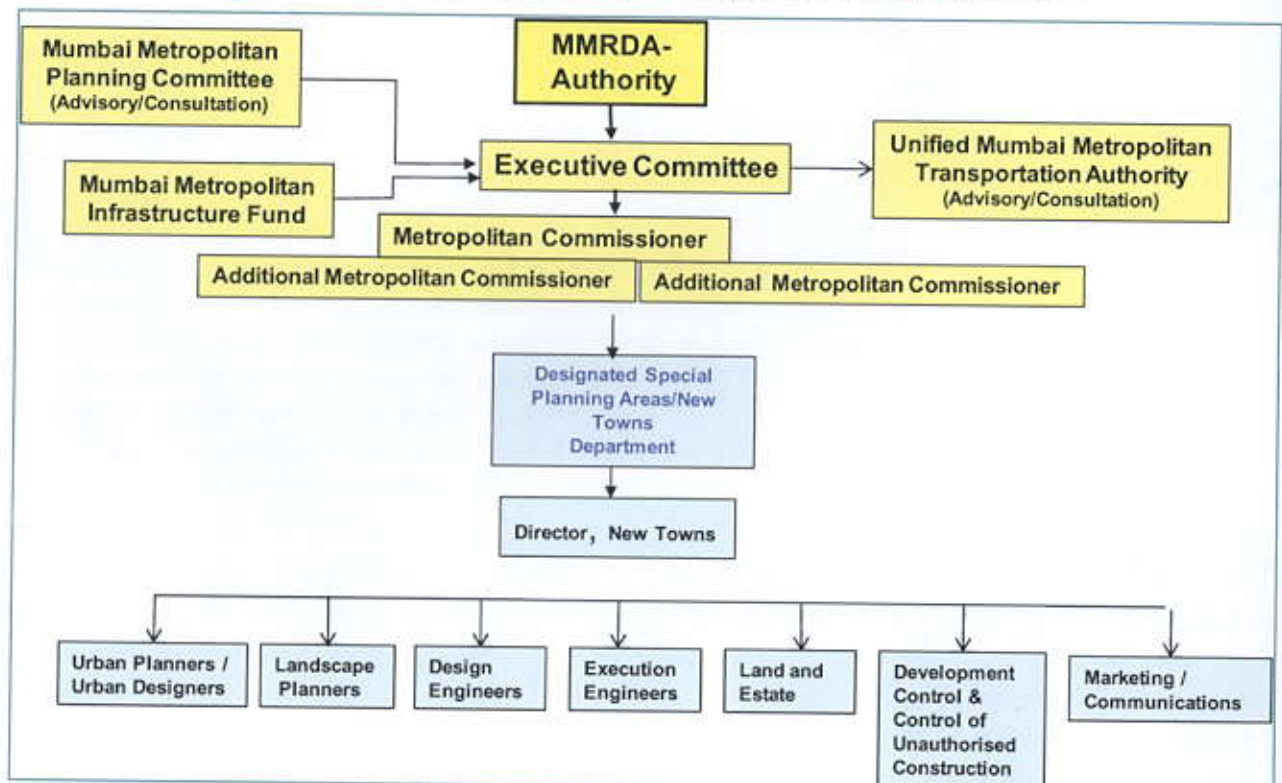 Mumbai Metropolitan
Planning Committee
(Advisory/Consultation)
MMRDA-
Authority
Mumbai Metropolitan
Infrastructure Fund
Executive Committee
Unified Mumbai Metropolitan
Transportation Authority
(Advisory/Consultation)
Metropolitan Commissioner
Additional Metropolitan Commissioner
Additional Metropolitan Commissioner
Designated Special
Planning Areas/New
Towns
Department
Director, New Towns
Urban Planners /
Urban Designers
Landscape
Planners
Design
Engineers
Execution
Engineers
Land and
Estate
Development
Control &
Control of
Unauthorised
Construction
Marketing /
Communications